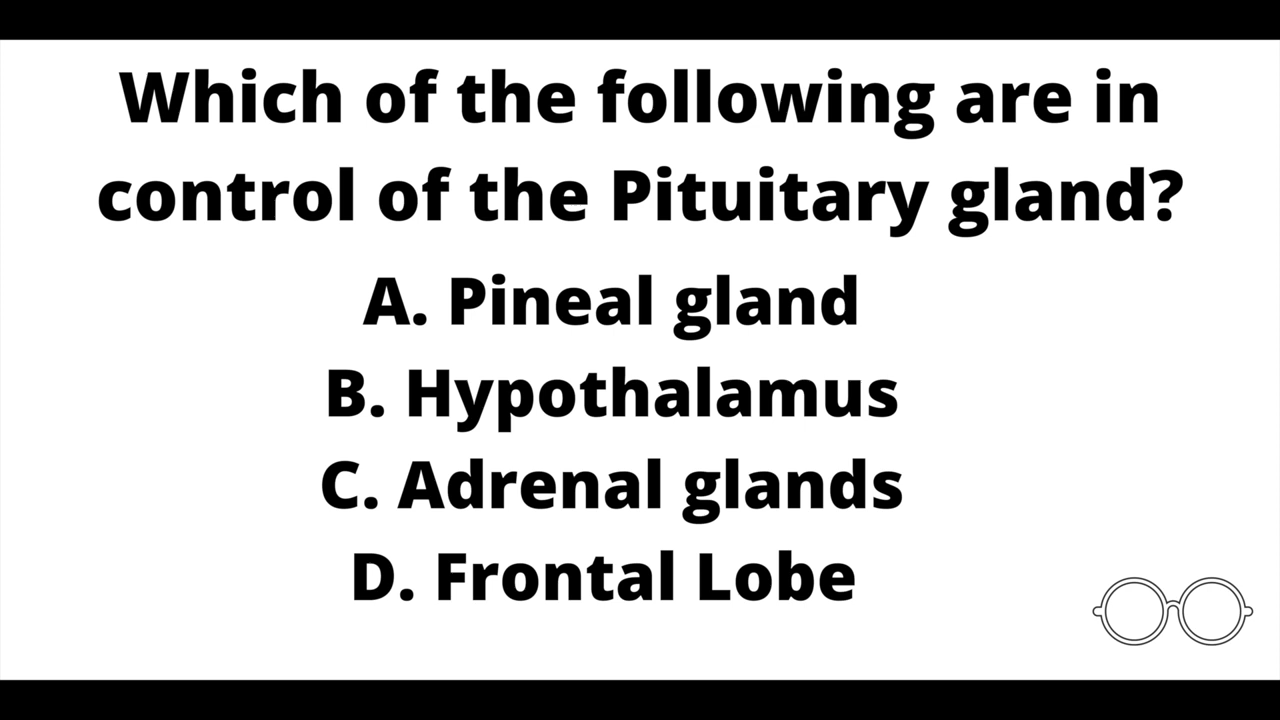 Which of the following are in
control of the Pituitary gland?
A. Pineal gland
B. Hypothalamus
C. Adrenal glands
D. Frontal Lobe